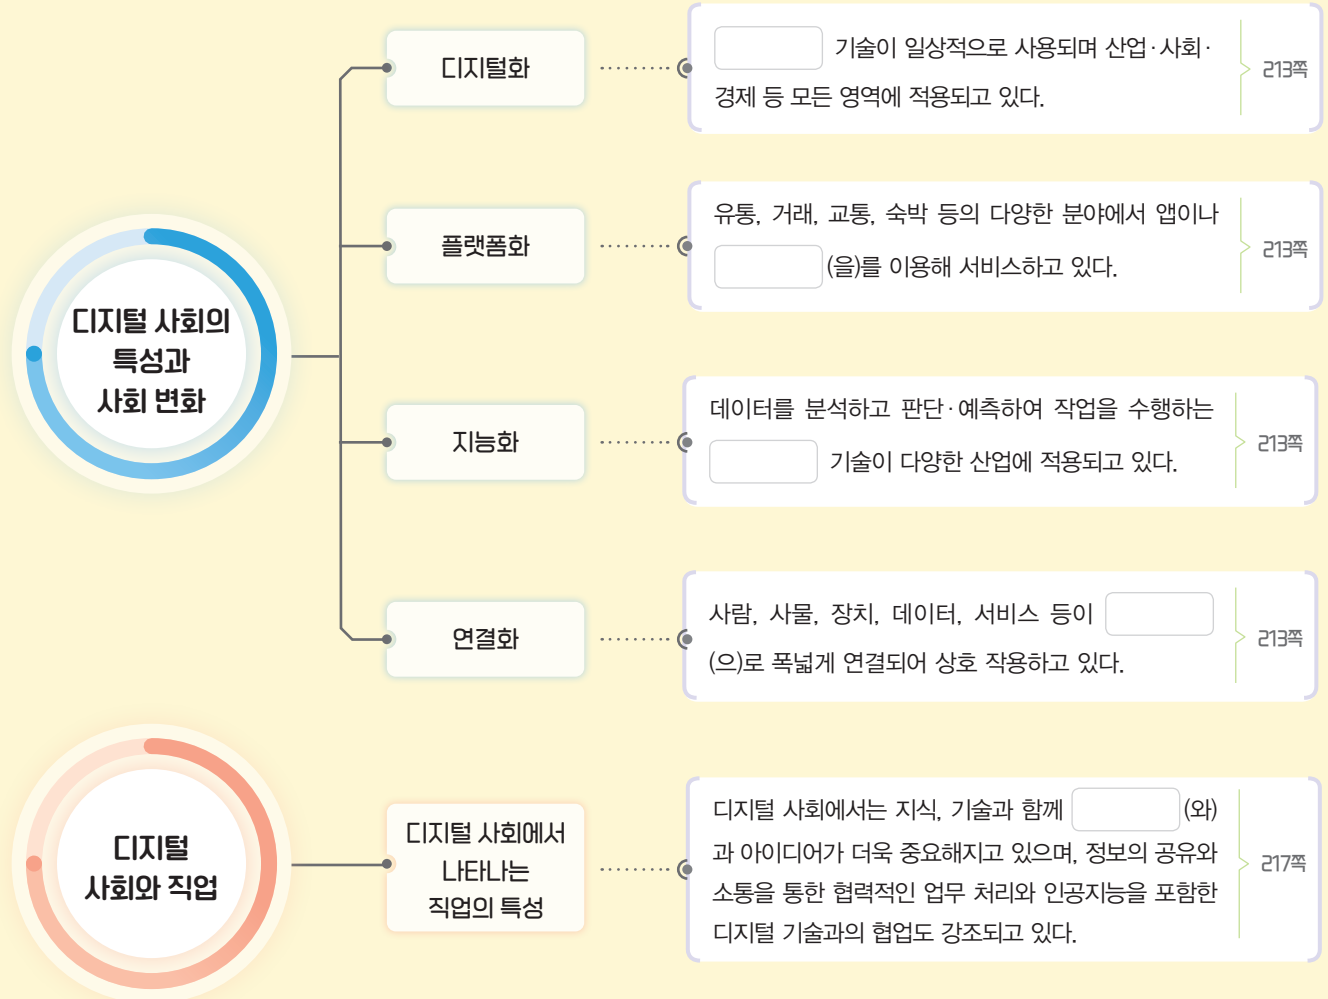 디지털 사회의
특성과
사회 변화
디지털화
기술이 일상적으로 사용되며 산업·사회·
경제 등 모든 영역에 적용되고 있다.
213쪽
플랫폼화
유통, 거래, 교통, 숙박 등의 다양한 분야에서 앱이나
(을)를 이용해 서비스하고 있다.
213쪽
지능화
데이터를 분석하고 판단·예측하여 작업을 수행하는
기술이 다양한 산업에 적용되고 있다.
213쪽
연결화
사람, 사물, 장치, 데이터, 서비스 등이
(으)로 폭넓게 연결되어 상호 작용하고 있다.
213쪽
디지털
사회와 직업
디지털 사회에서
나타나는
직업의 특성
디지털 사회에서는 지식, 기술과 함께 (와)
과 아이디어가 더욱 중요해지고 있으며, 정보의 공유와
소통을 통한 협력적인 업무 처리와 인공지능을 포함한
디지털 기술과의 협업도 강조되고 있다.
217쪽